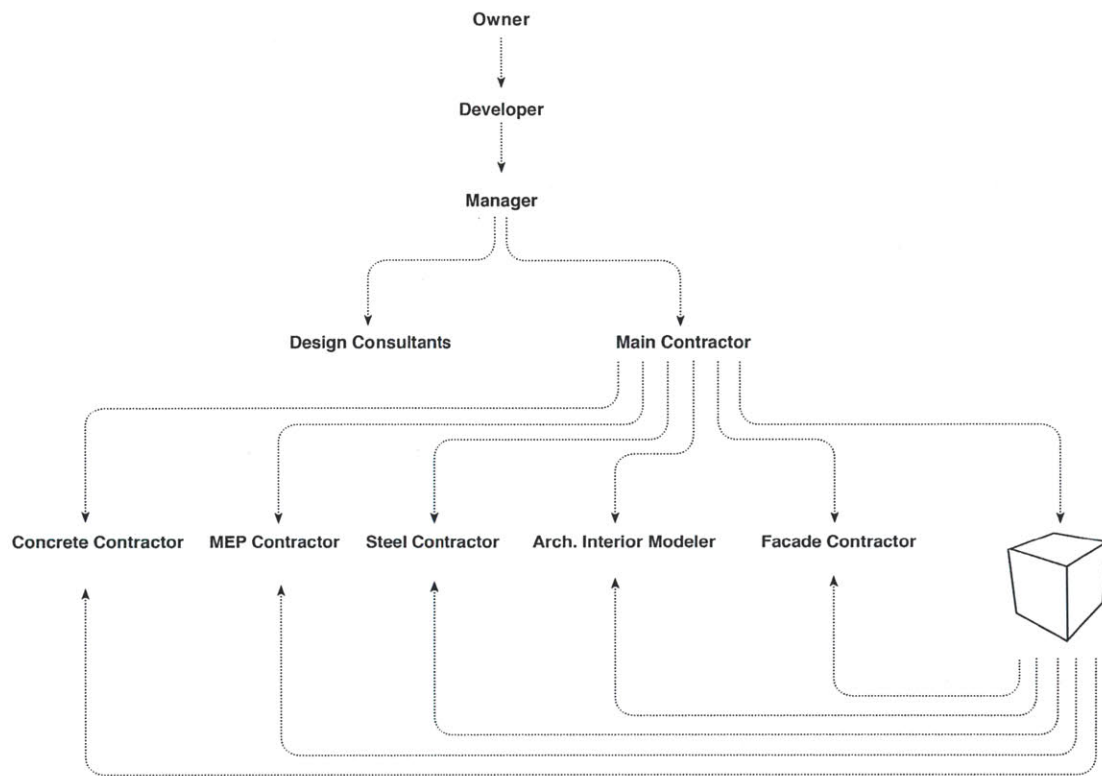 Owner
Developer
Manager
Design Consultants
Main Contractor
Concrete Contractor
MEP Contractor
Steel Contractor
Arch. Interior Modeler
Facade Contractor